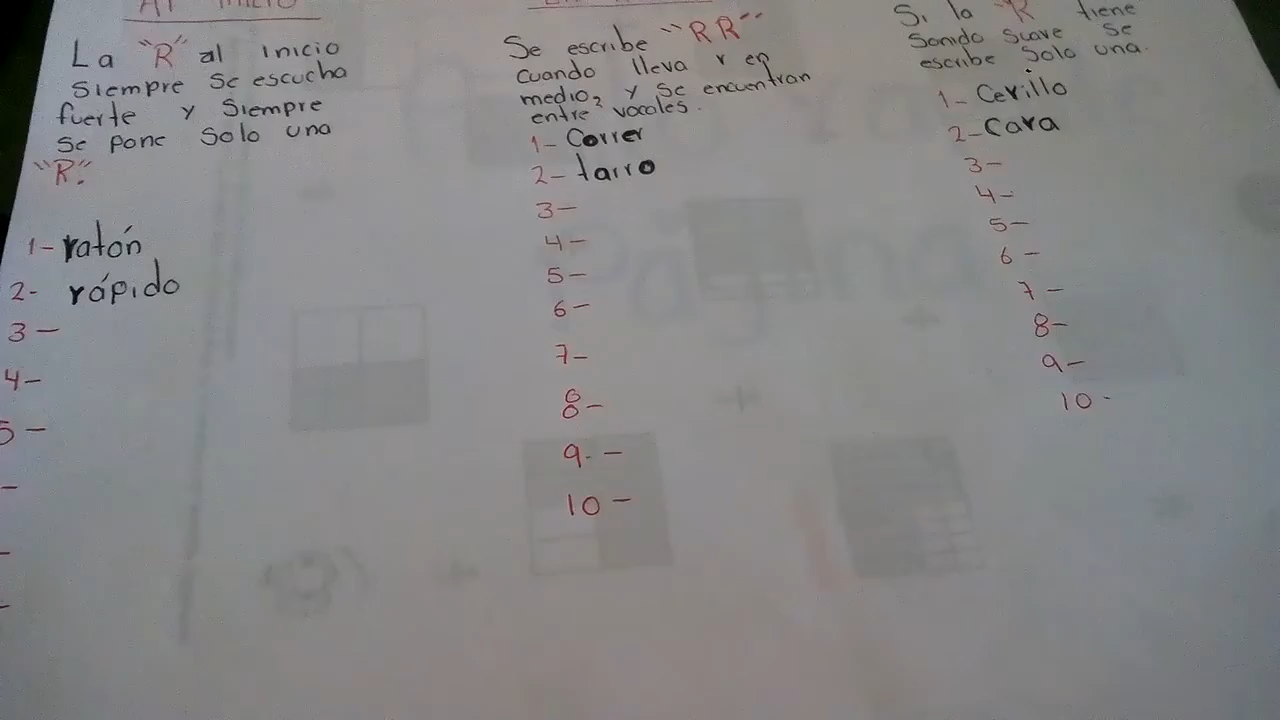 Al inicio
La "R" al inicio
siempre se escucha
fuerte y siempre
se pone solo una
"R".
1- ratón
2- rápido
3-
4-
5-
-
-
-
Se escribe "RR"
cuando lleva r en
medio, y se encuentran
entre vocales.
1- Correr
2- tarro
3-
4-
5-
6-
7-
8-
9.-
10-
Si la "R tiene
Sonido suave se
escribe solo una.
1- Cerillo
2- Cara
3-
4-
5-
6-
7-
8-
9-
10-